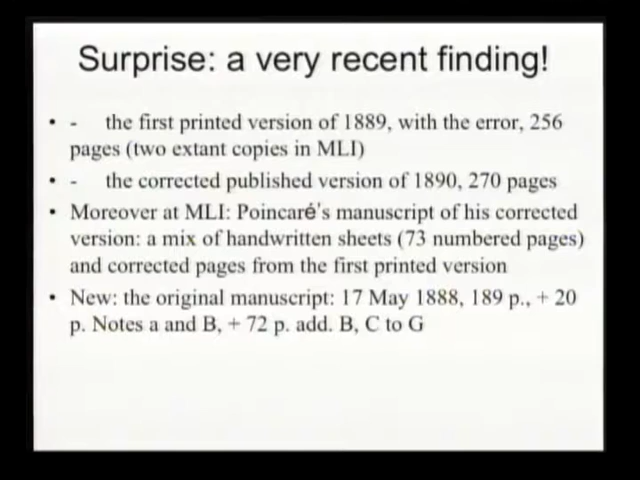 Surprise: a very recent finding!
• - the first printed version of 1889, with the error, 256
pages (two extant copies in MLI)
• - the corrected published version of 1890, 270 pages
• Moreover at MLI: Poincaré's manuscript of his corrected
version: a mix of handwritten sheets (73 numbered pages)
and corrected pages from the first printed version
• New: the original manuscript: 17 May 1888, 189 p., + 20
p. Notes a and B, + 72 p. add. B, C to G